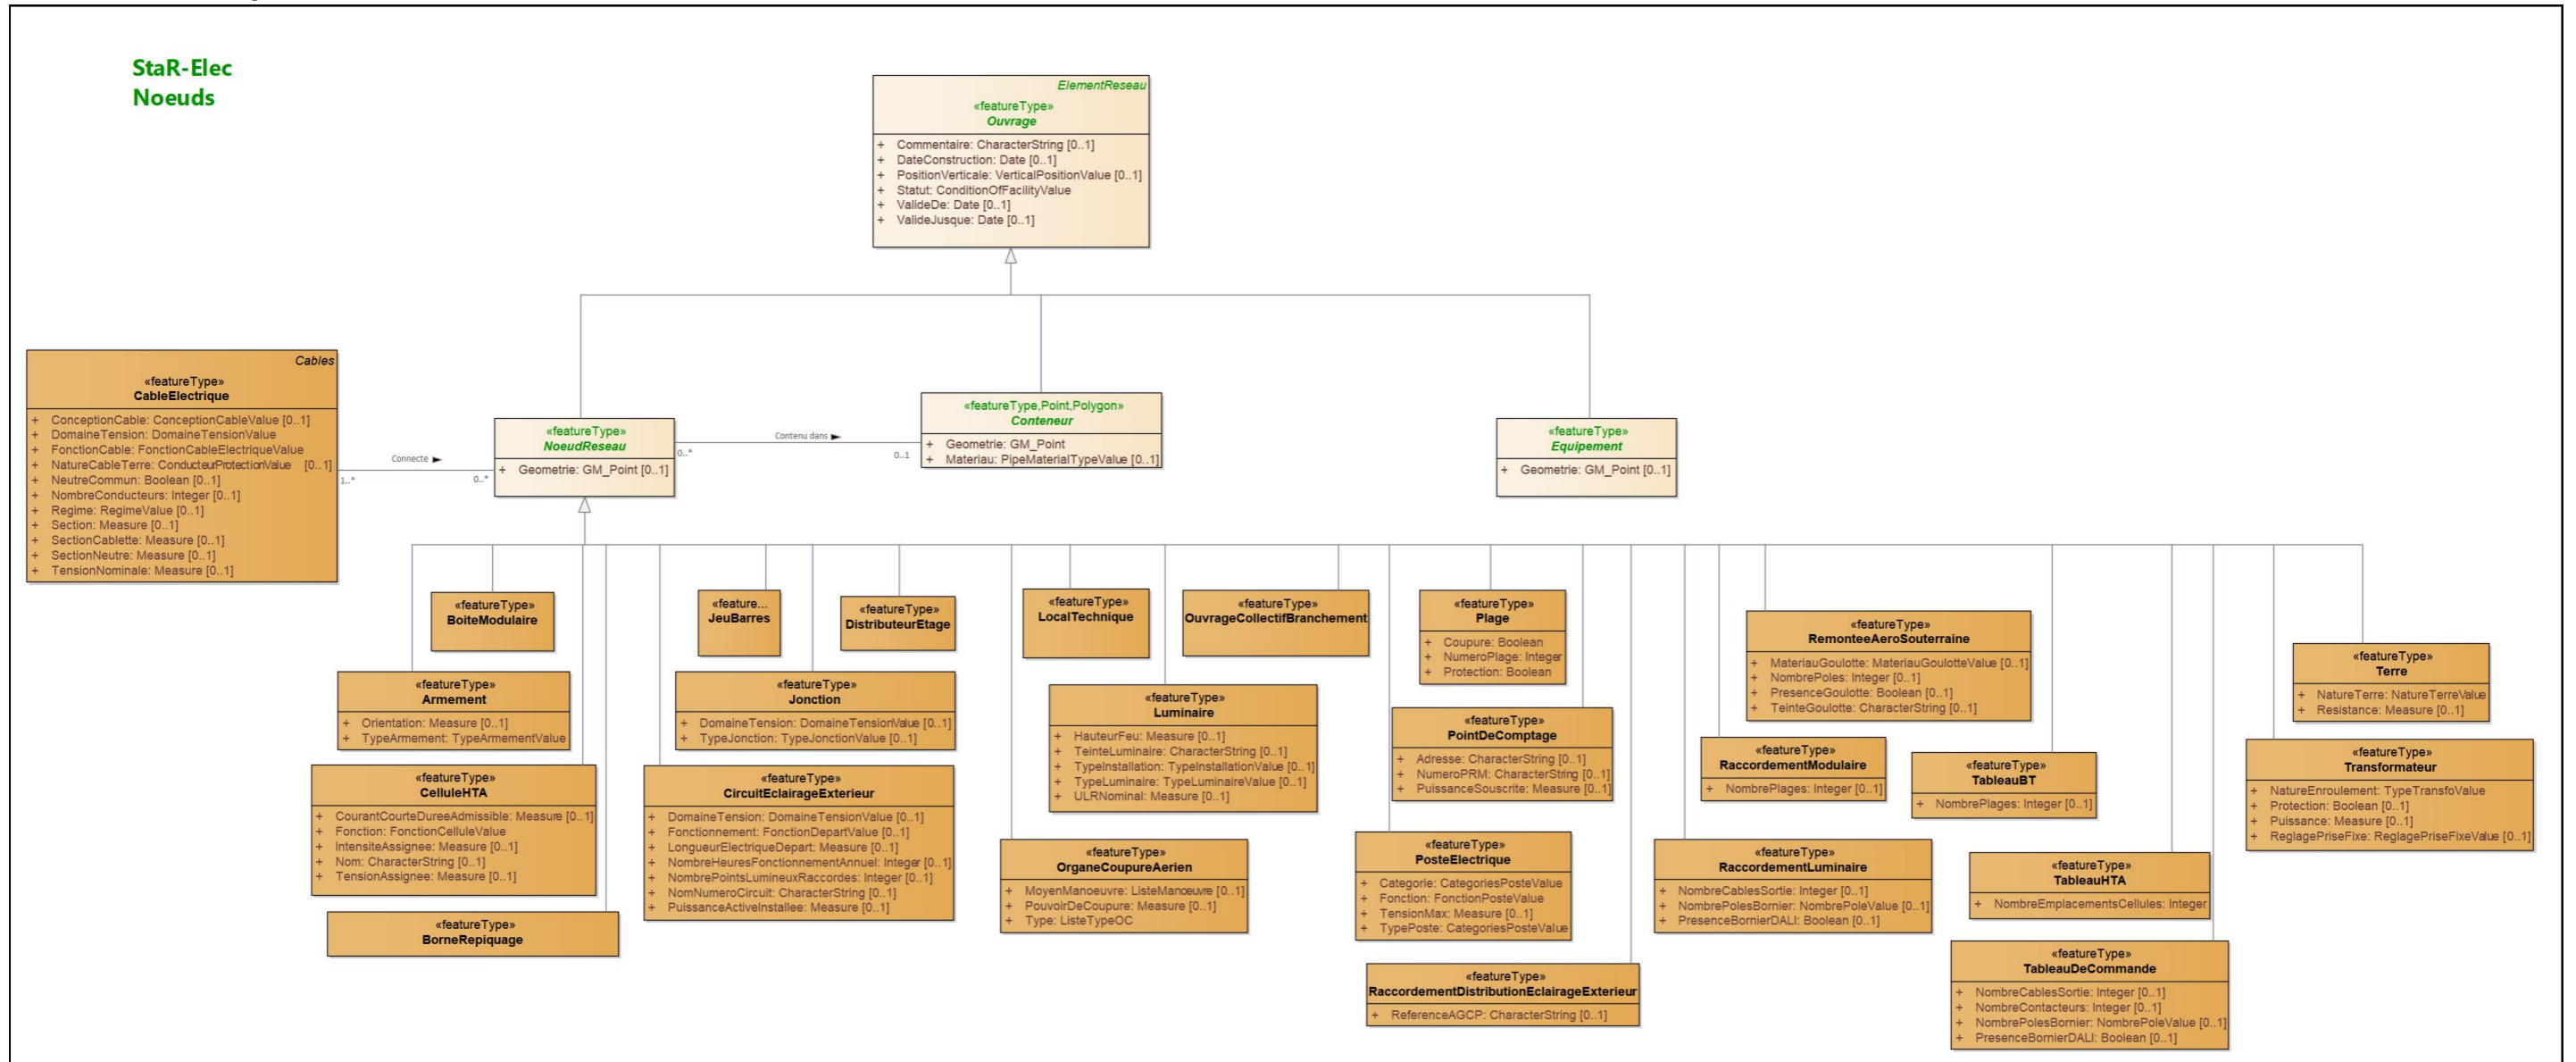 StaR-Elec
Noeuds
ElementReseau
«featureType»
Ouvrage
+ Commentaire: CharacterString [0..1]
+ DateConstruction: Date [0..1]
+ PositionVerticale: VerticalPositionValue [0..1]
+ Statut: ConditionOfFacilityValue
+ ValideDe: Date [0..1]
+ ValideJusque: Date [0..1]
Cables
«featureType»
CableElectrique
+ ConceptionCable: ConceptionCableValue [0..1]
+ DomaineTension: DomaineTensionValue
+ FonctionCable: FonctionCableElectriqueValue
+ NatureCableTerre: ConducteurProtectionValue [0..1]
+ NeutreCommun: Boolean [0..1]
+ NombreConducteurs: Integer [0..1]
+ Regime: RegimeValue [0..1]
+ Section: Measure [0..1]
+ SectionCablette: Measure [0..1]
+ SectionNeutre: Measure [0..1]
+ TensionNominale: Measure [0..1]
Connecte
1..*
0..*
«featureType»
NoeudReseau
+ Geometrie: GM_Point [0..1]
Contenu dans
0..*
0..1
«featureType,Point,Polygon»
Conteneur
+ Geometrie: GM_Point
+ Materiau: PipeMaterialTypeValue [0..1]
«featureType»
Equipement
+ Geometrie: GM_Point [0..1]
«featureType»
BoiteModulaire
«feature...
JeuBarres
«featureType»
DistributeurEtage
«featureType»
LocalTechnique
«featureType»
OuvrageCollectifBranchement
«featureType»
Plage
+ Coupure: Boolean
+ NumeroPlage: Integer
+ Protection: Boolean
«featureType»
RemonteeAeroSouterraine
+ MateriauGoulotte: MateriauGoulotteValue [0..1]
+ NombrePoles: Integer [0..1]
+ PresenceGoulotte: Boolean [0..1]
+ TeinteGoulotte: CharacterString [0..1]
«featureType»
Terre
+ NatureTerre: NatureTerreValue
+ Resistance: Measure [0..1]
«featureType»
Armement
+ Orientation: Measure [0..1]
+ TypeArmement: TypeArmementValue
«featureType»
Jonction
+ DomaineTension: DomaineTensionValue [0..1]
+ TypeJonction: TypeJonctionValue [0..1]
«featureType»
Luminaire
+ HauteurFeu: Measure [0..1]
+ TeinteLuminaire: CharacterString [0..1]
+ TypeInstallation: TypeInstallationValue [0..1]
+ TypeLuminaire: TypeLuminaireValue [0..1]
+ ULRNominal: Measure [0..1]
«featureType»
PointDeComptage
+ Adresse: CharacterString [0..1]
+ NumeroPRM: CharacterString [0..1]
+ PuissanceSouscrite: Measure [0..1]
«featureType»
RaccordementModulaire
+ NombrePlages: Integer [0..1]
«featureType»
TableauBT
+ NombrePlages: Integer [0..1]
«featureType»
Transformateur
+ NatureEnroulement: TypeTransfoValue
+ Protection: Boolean [0..1]
+ Puissance: Measure [0..1]
+ ReglagePriseFixe: ReglagePriseFixeValue [0..1]
«featureType»
CelluleHTA
+ CourantCourteDureeAdmissible: Measure [0..1]
+ Fonction: FonctionCelluleValue
+ IntensiteAssignee: Measure [0..1]
+ Nom: CharacterString [0..1]
+ TensionAssignee: Measure [0..1]
«featureType»
CircuitEclairageExterieur
+ DomaineTension: DomaineTensionValue [0..1]
+ Fonctionnement: FonctionDepartValue [0..1]
+ LongueurElectriqueDepart: Measure [0..1]
+ NombreHeuresFonctionnementAnnuel: Integer [0..1]
+ NombrePointsLumineuxRaccordes: Integer [0..1]
+ NomNumeroCircuit: CharacterString [0..1]
+ PuissanceActiveInstallee: Measure [0..1]
«featureType»
OrganeCoupureAerien
+ MoyenManoeuvre: ListeManoeuvre [0..1]
+ PouvoirDeCoupure: Measure [0..1]
+ Type: ListeTypeOC
«featureType»
PosteElectrique
+ Categorie: CategoriesPosteValue
+ Fonction: FonctionPosteValue
+ TensionMax: Measure [0..1]
+ TypePoste: CategoriesPosteValue
«featureType»
RaccordementLuminaire
+ NombreCablesSortie: Integer [0..1]
+ NombrePolesBornier: NombrePoleValue [0..1]
+ PresenceBornierDALI: Boolean [0..1]
«featureType»
TableauHTA
+ NombreEmplacementsCellules: Integer
«featureType»
BorneRepiquage
«featureType»
RaccordementDistributionEclairageExterieur
+ ReferenceAGCP: CharacterString [0..1]
«featureType»
TableauDeCommande
+ NombreCablesSortie: Integer [0..1]
+ NombreContacteurs: Integer [0..1]
+ NombrePolesBornier: NombrePoleValue [0..1]
+ PresenceBornierDALI: Boolean [0..1]